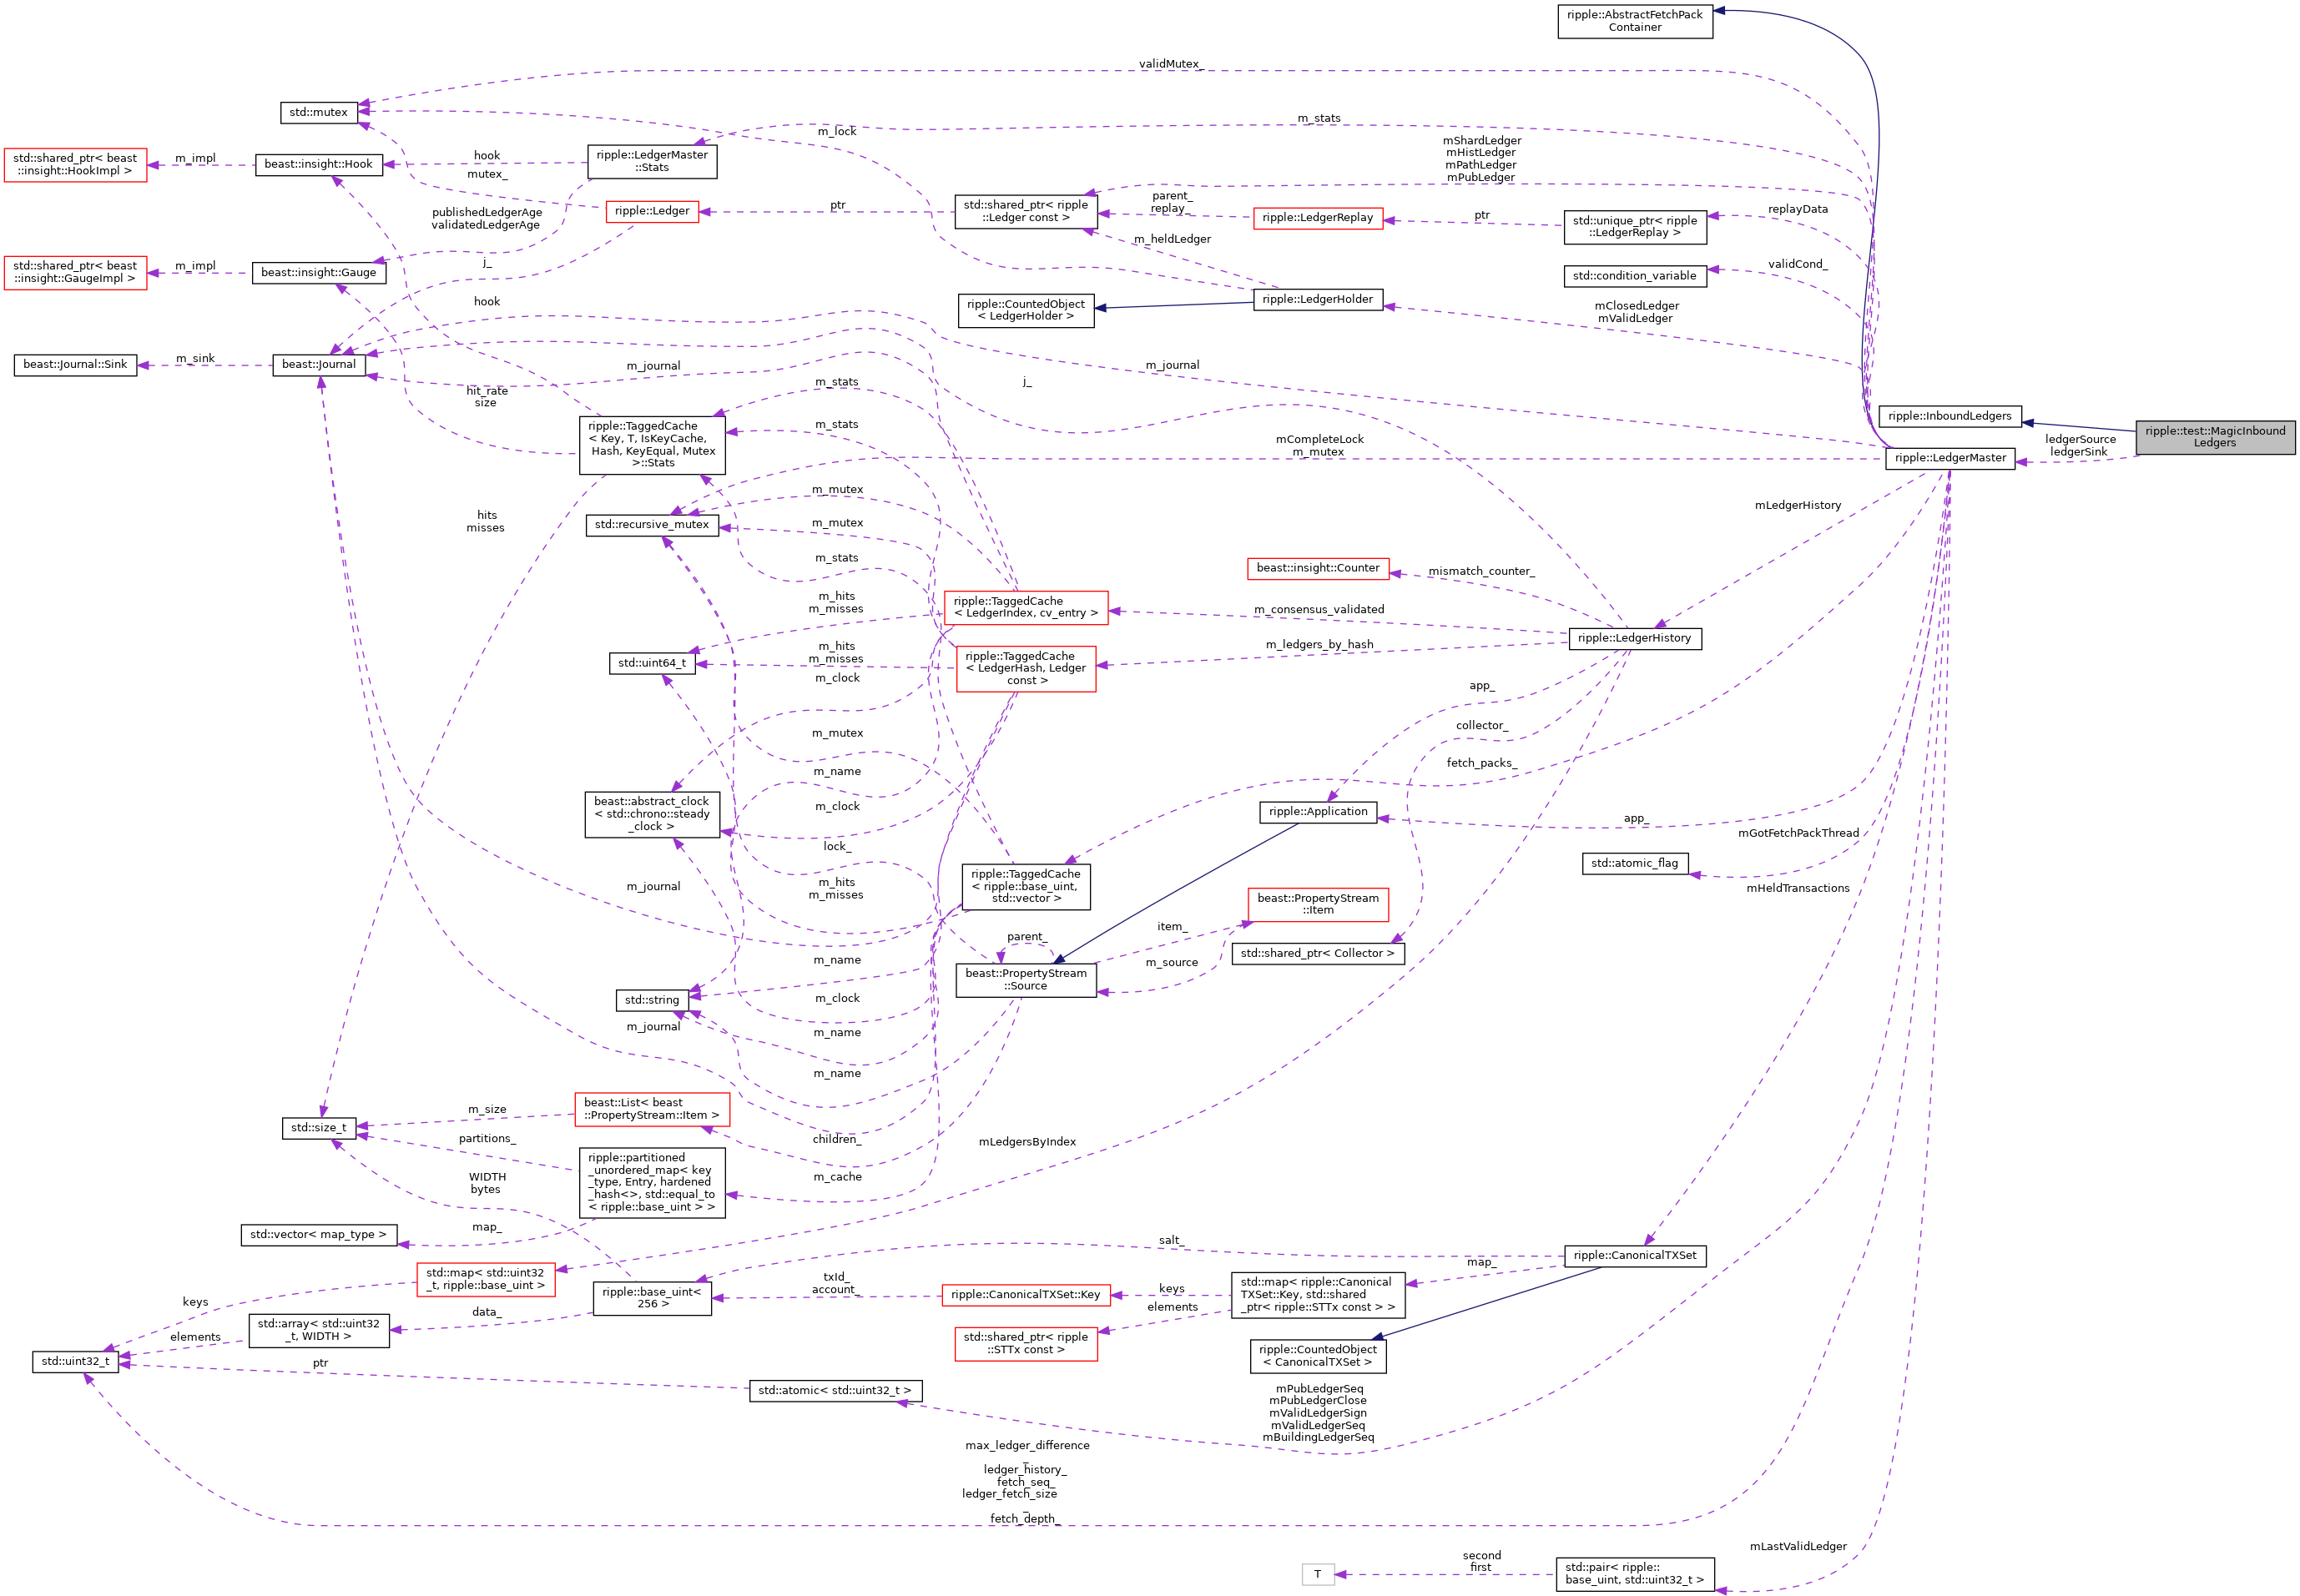 ripple::AbstractFetchPack
Container
validMutex_
std::mutex
m_stats
m_lock
mShardLedger
mHistLedger
mPathLedger
mPubLedger
std::shared_ptr< beast
::insight::HookImpl >
m_impl
beast::insight::Hook
hook
mutex_
ripple::LedgerMaster
::Stats
publishedLedgerAge
validatedLedgerAge
ripple::Ledger
ptr
std::shared_ptr< ripple
::Ledger const >
parent_
replay_
ripple::LedgerReplay
ptr
std::unique_ptr< ripple
::LedgerReplay >
replayData
m_heldLedger
std::shared_ptr< beast
::insight::GaugeImpl >
m_impl
beast::insight::Gauge
j_
std::condition_variable
validCond_
hook
ripple::CountedObject
< LedgerHolder >
ripple::LedgerHolder
mClosedLedger
mValidLedger
beast::Journal::Sink
m_sink
beast::Journal
m_journal
m_journal
j_
m_stats
hit_rate
size
ripple::TaggedCache
< Key, T, IsKeyCache,
Hash, KeyEqual, Mutex
>::Stats
m_stats
mCompleteLock
m_mutex
ripple::InboundLedgers
ripple::test::MagicInbound
Ledgers
ledgerSource
ledgerSink
ripple::LedgerMaster
m_mutex
mLedgerHistory
hits
misses
std::recursive_mutex
m_mutex
m_stats
beast::insight::Counter
mismatch_counter_
m_hits
m_misses
ripple::TaggedCache
< LedgerIndex, cv_entry >
m_consensus_validated
ripple::LedgerHistory
std::uint64_t
m_hits
m_misses
m_clock
ripple::TaggedCache
< LedgerHash, Ledger
const >
m_ledgers_by_hash
app_
collector_
m_mutex
fetch_packs_
m_name
beast::abstract_clock
< std::chrono::steady
_clock >
m_clock
ripple::Application
app_
mGotFetchPackThread
lock_
std::atomic_flag
m_journal
m_hits
m_misses
ripple::TaggedCache
< ripple::base_uint,
std::vector >
mHeldTransactions
beast::PropertyStream
::Item
item_
parent_
std::shared_ptr< Collector >
m_name
m_source
beast::PropertyStream
::Source
std::string
m_clock
m_journal
m_name
m_name
beast::List< beast
::PropertyStream::Item >
m_size
std::size_t
partitions_
children_
mLedgersByIndex
WIDTH
bytes
ripple::partitioned
_unordered_map< key
_type, Entry, hardened
_hash<>, std::equal_to
< ripple::base_uint > >
m_cache
std::vector< map_type >
map_
salt_
ripple::CanonicalTXSet
map_
std::map< std::uint32
_t, ripple::base_uint >
keys
ripple::base_uint<
256 >
txId_
account_
ripple::CanonicalTXSet::Key
keys
elements
std::map< ripple::Canonical
TXSet::Key, std::shared
_ptr< ripple::STTx const > >
data_
std::array< std::uint32
_t, WIDTH >
elements
std::shared_ptr< ripple
::STTx const >
ripple::CountedObject
< CanonicalTXSet >
std::uint32_t
ptr
std::atomic< std::uint32_t >
mPubLedgerSeq
mPubLedgerClose
mValidLedgerSign
mValidLedgerSeq
mBuildingLedgerSeq
max_ledger_difference
_
ledger_history_
fetch_seq_
ledger_fetch_size
_
fetch_depth_
mLastValidLedger
T
second
first
std::pair< ripple::
base_uint, std::uint32_t >